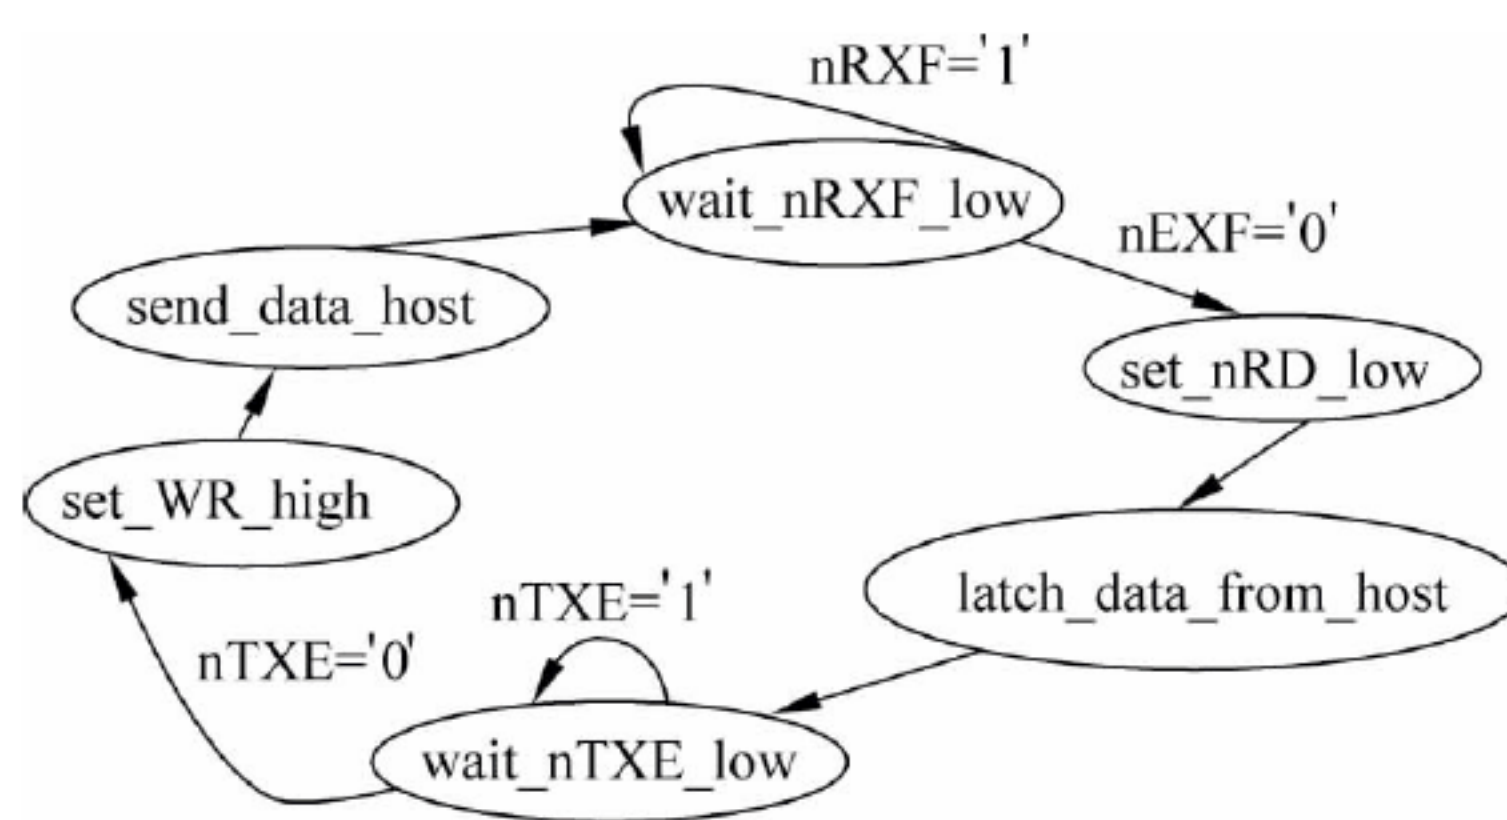 nRXF='1'
wait_nRXF_low
nEXF='0'
send_data_host
set_nRD_low
set_WR_high
nTXE='1'
latch_data_from_host
nTXE='0'
wait_nTXE_low